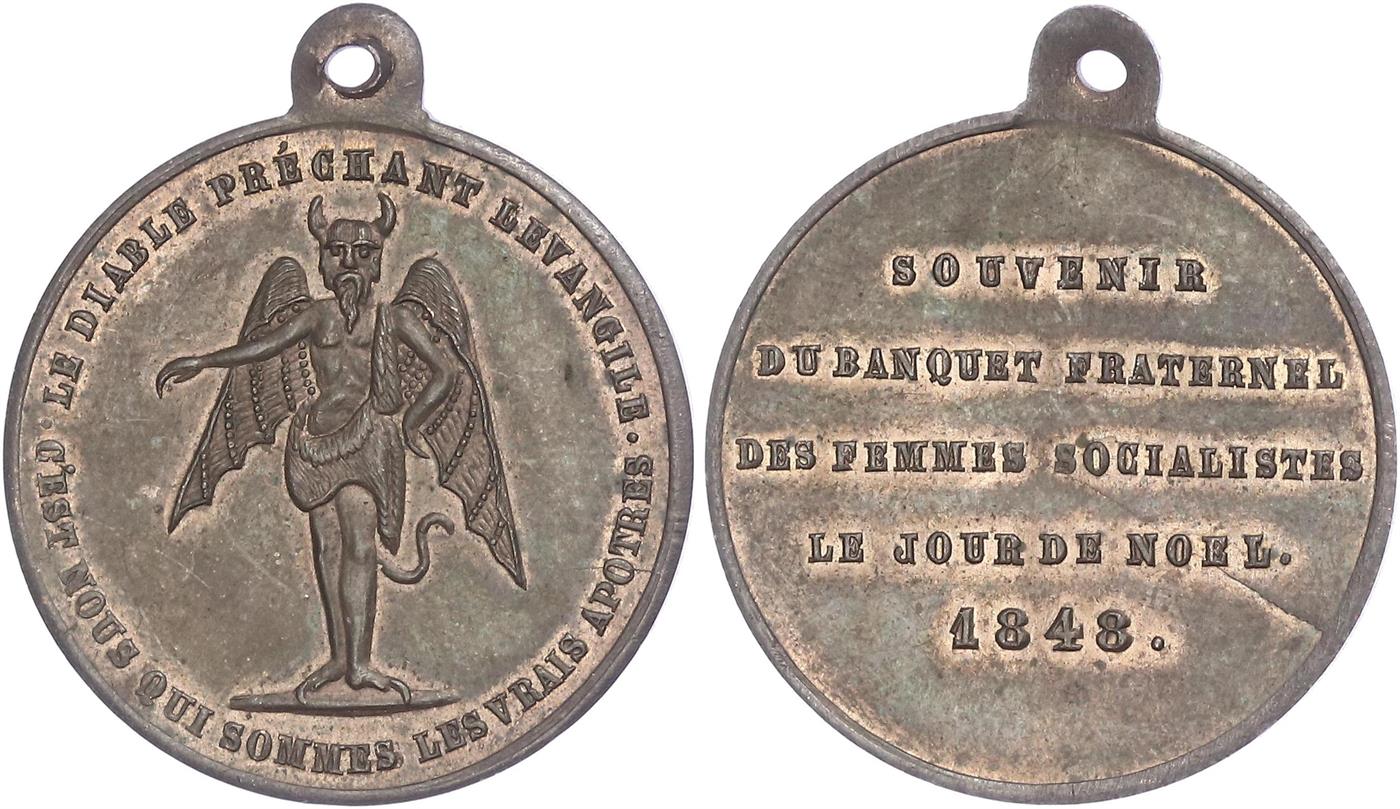 LE DIABLE PRÉCHANT LEVANGILE ·
C'EST NOUS QUI SOMMES LES VRAIS APOTRES ·
SOUVENIR
DU BANQUET FRATERNEL
DES FEMMES SOCIALISTES
LE JOUR DE NOEL.
1848.